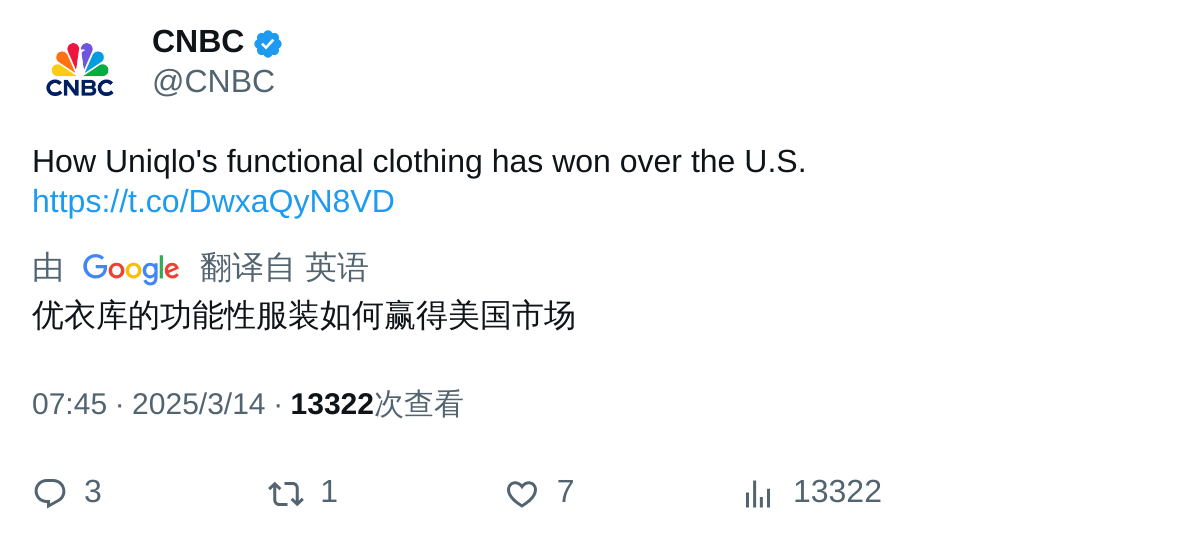 CNBC
CNBC
@CNBC
How Uniqlo's functional clothing has won over the U.S.
https://t.co/DwxaQyN8VD
由 Google 翻译自 英语
优衣库的功能性服装如何赢得美国市场
07:45 · 2025/3/14 · 13322次查看
3 1 7 13322